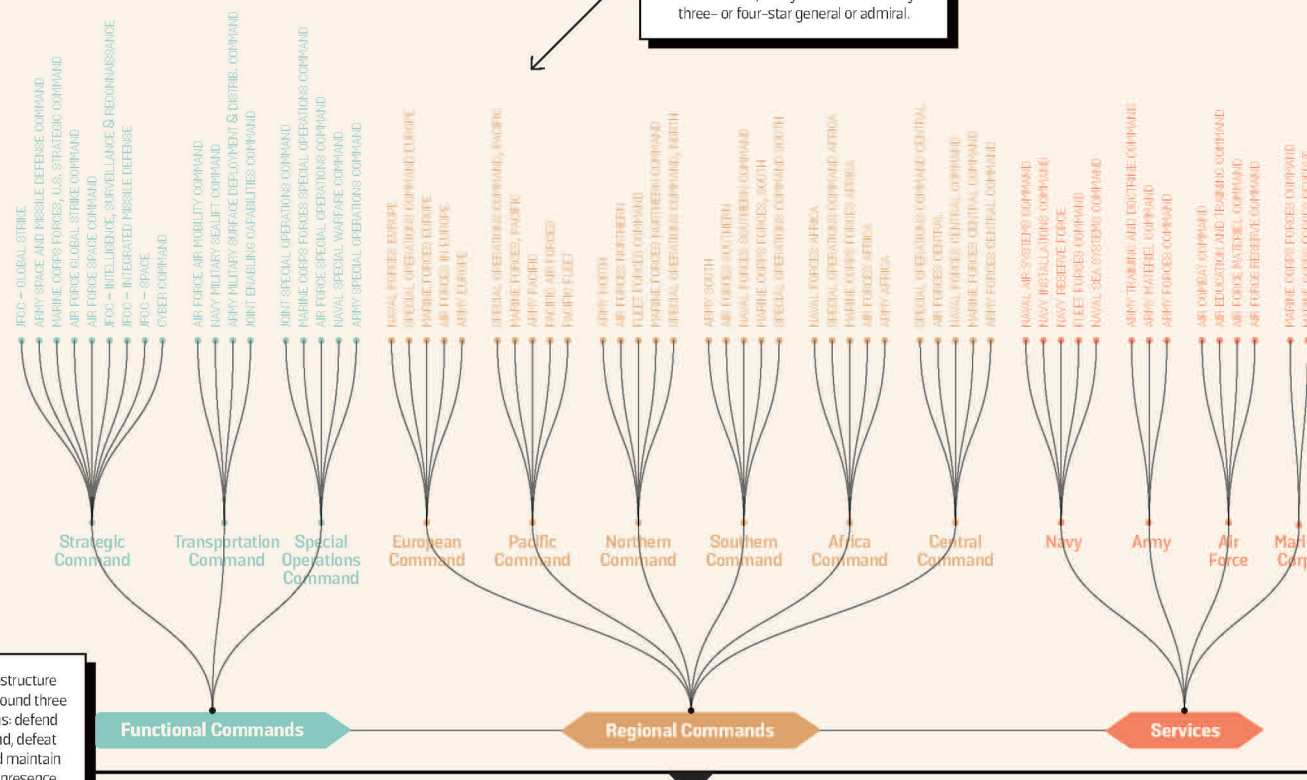 three- or four-star general or admiral.
JFCC – GLOBAL STRIKE
ARMY SPACE AND MISSILE DEFENSE COMMAND
MARINE CORPS FORCES, U.S. STRATEGIC COMMAND
AIR FORCE GLOBAL STRIKE COMMAND
AIR FORCE SPACE COMMAND
JFCC – INTELLIGENCE, SURVEILLANCE & RECONNAISSANCE
JFCC – INTEGRATED MISSILE DEFENSE
JFCC – SPACE
CYBER COMMAND
AIR FORCE AIR MOBILITY COMMAND
NAVY MILITARY SEALIFT COMMAND
ARMY MILITARY SURFACE DEPLOYMENT & DISTRIB. COMMAND
JOINT ENABLING CAPABILITIES COMMAND
JOINT SPECIAL OPERATIONS COMMAND
MARINE CORPS FORCES SPECIAL OPERATIONS COMMAND
AIR FORCE SPECIAL OPERATIONS COMMAND
NAVAL SPECIAL WARFARE COMMAND
ARMY SPECIAL OPERATIONS COMMAND
NAVAL FORCES EUROPE
SPECIAL OPERATIONS COMMAND EUROPE
MARINE FORCES EUROPE
AIR FORCES IN EUROPE
ARMY EUROPE
SPECIAL OPERATIONS COMMAND, PACIFIC
MARINE FORCES, PACIFIC
ARMY PACIFIC
PACIFIC AIR FORCES
PACIFIC FLEET
ARMY NORTH
AIR FORCES NORTHERN
FLEET FORCES COMMAND
MARINE FORCES NORTHERN COMMAND
SPECIAL OPERATIONS COMMAND, NORTH
ARMY SOUTH
AIR FORCES SOUTHERN
NAVAL FORCES SOUTHERN COMMAND
MARINE CORPS FORCES, SOUTH
SPECIAL OPERATIONS COMMAND SOUTH
NAVAL FORCES AFRICA
SPECIAL OPERATIONS COMMAND AFRICA
MARINE CORPS FORCES AFRICA
AIR FORCES AFRICA
ARMY AFRICA
SPECIAL OPERATIONS COMMAND CENTRAL
AIR FORCES CENTRAL
NAVAL FORCES CENTRAL COMMAND
MARINE FORCES CENTRAL COMMAND
ARMY FORCES CENTRAL COMMAND
NAVAL AIR SYSTEMS COMMAND
NAVY INSTALLATIONS COMMAND
NAVY RESERVE FORCE
FLEET FORCES COMMAND
NAVAL SEA SYSTEMS COMMAND
ARMY TRAINING AND DOCTRINE COMMAND
ARMY MATERIEL COMMAND
ARMY FORCES COMMAND
AIR COMBAT COMMAND
AIR EDUCATION AND TRAINING COMMAND
AIR FORCE MATERIEL COMMAND
AIR FORCE RESERVE COMMAND
MARINE CORPS FORCES COMMAND
Strategic
Command
Transportation
Command
Special
Operations
Command
European
Command
Pacific
Command
Northern
Command
Southern
Command
Africa
Command
Central
Command
Navy
Army
Air
Force
Mari
Corp
structure
ound three
s: defend
nd, defeat
d maintain
presence
Functional Commands
Regional Commands
Services